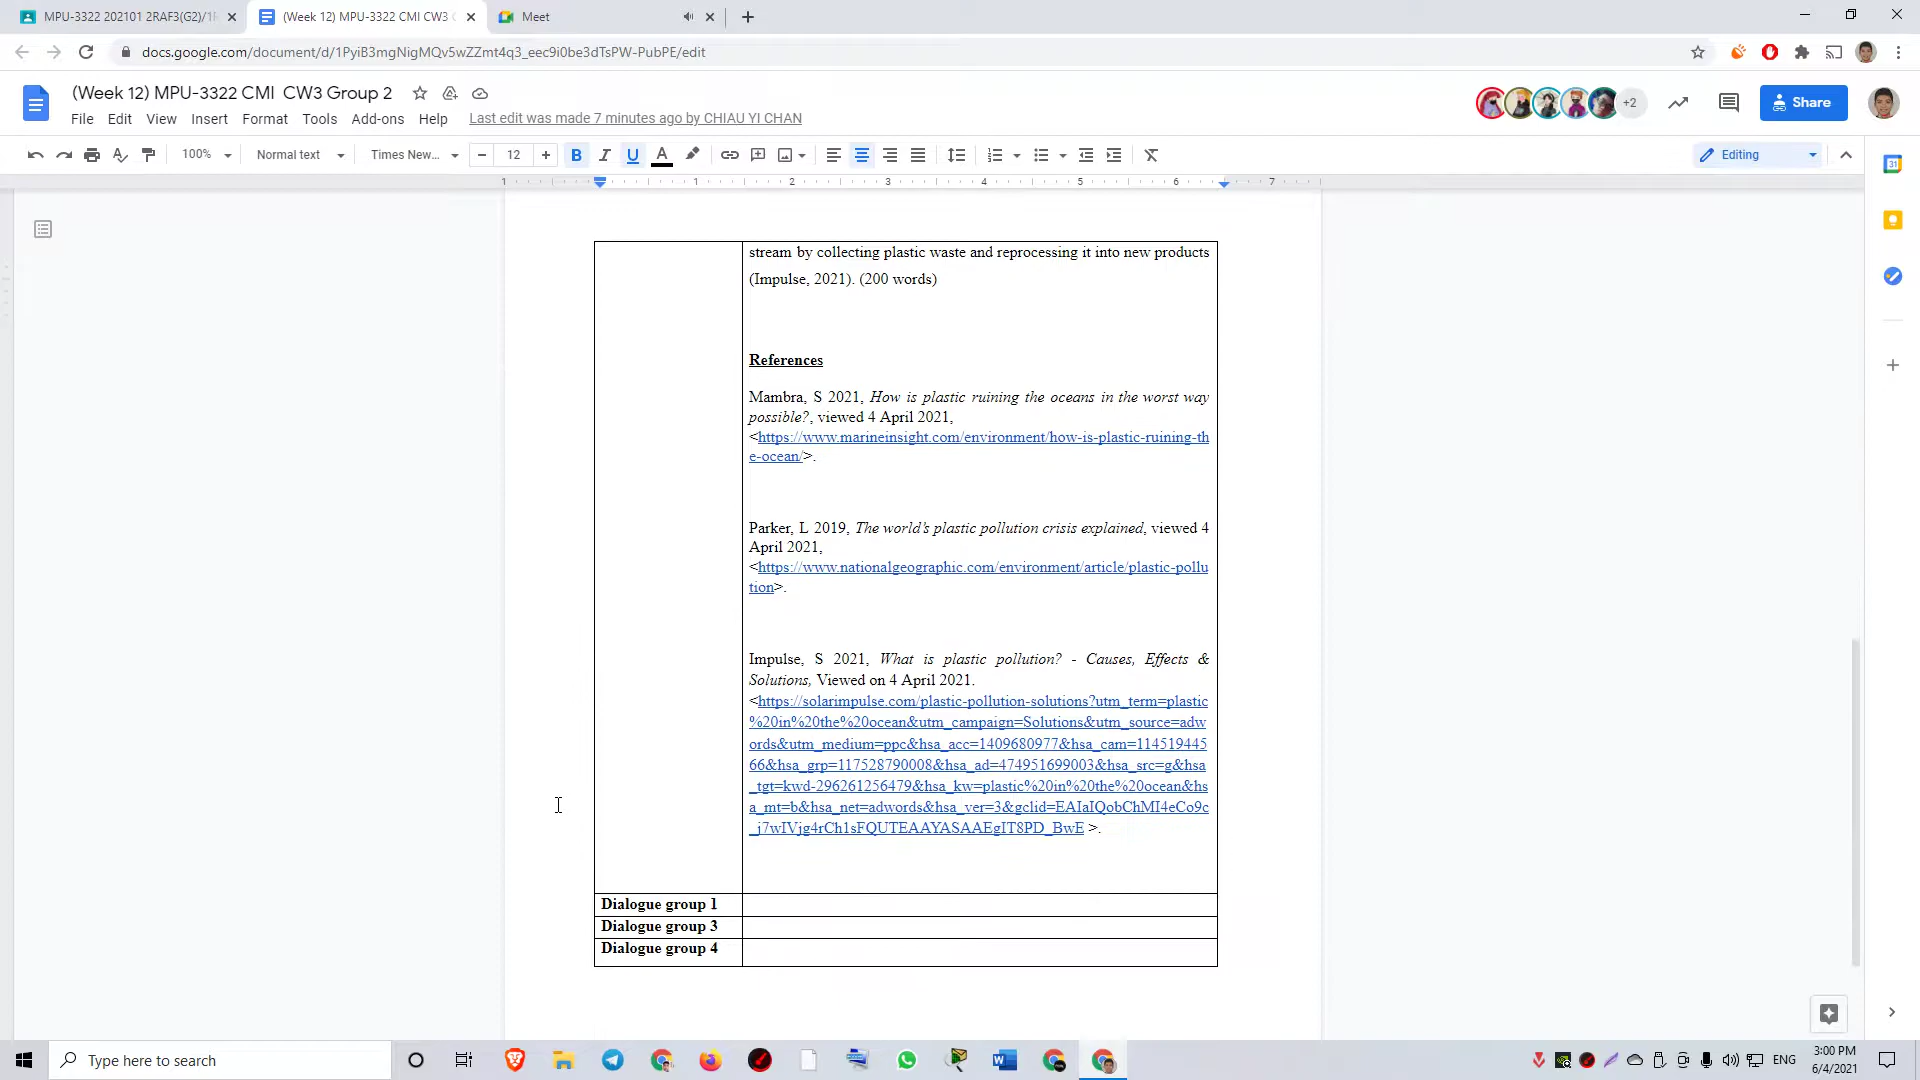 MPU-3322 202101 2RAF3(G2)/1R
(Week 12) MPU-3322 CMI CW3 G
Meet
docs.google.com/document/d/1PyiB3mgNigMQv5wZZmt4q3_eec9i0be3dTsPW-PubPE/edit
(Week 12) MPU-3322 CMI CW3 Group 2
+2
Share
File Edit View Insert Format Tools Add-ons Help Last edit was made 7 minutes ago by CHIAU YI CHAN
100% Normal text Times New... 12 B I U A Editing
1 1 2 3 4 5 6 7
31
stream by collecting plastic waste and reprocessing it into new products
(Impulse, 2021). (200 words)
References
Mambra, S 2021, How is plastic ruining the oceans in the worst way
possible?, viewed 4 April 2021,
<https://www.marineinsight.com/environment/how-is-plastic-ruining-th
e-ocean/>.
Parker, L 2019, The world's plastic pollution crisis explained, viewed 4
April 2021,
<https://www.nationalgeographic.com/environment/article/plastic-pollu
tion>.
Impulse, S 2021, What is plastic pollution? - Causes, Effects &
Solutions, Viewed on 4 April 2021.
<https://solarimpulse.com/plastic-pollution-solutions?utm_term=plastic
%20in%20the%20ocean&utm_campaign=Solutions&utm_source=adw
ords&utm_medium=ppc&hsa_acc=1409680977&hsa_cam=114519445
66&hsa_grp=117528790008&hsa_ad=474951699003&hsa_src=g&hsa
_tgt=kwd-296261256479&hsa_kw=plastic%20in%20the%20ocean&hs
a_mt=b&hsa_net=adwords&hsa_ver=3&gclid=EAIaIQobChMI4eCo9c
_j7wIVjg4rCh1sFQUTEAAYASAAEgIT8PD_BwE >.
Dialogue group 1
Dialogue group 3
Dialogue group 4
Type here to search
ENG
3:00 PM
6/4/2021